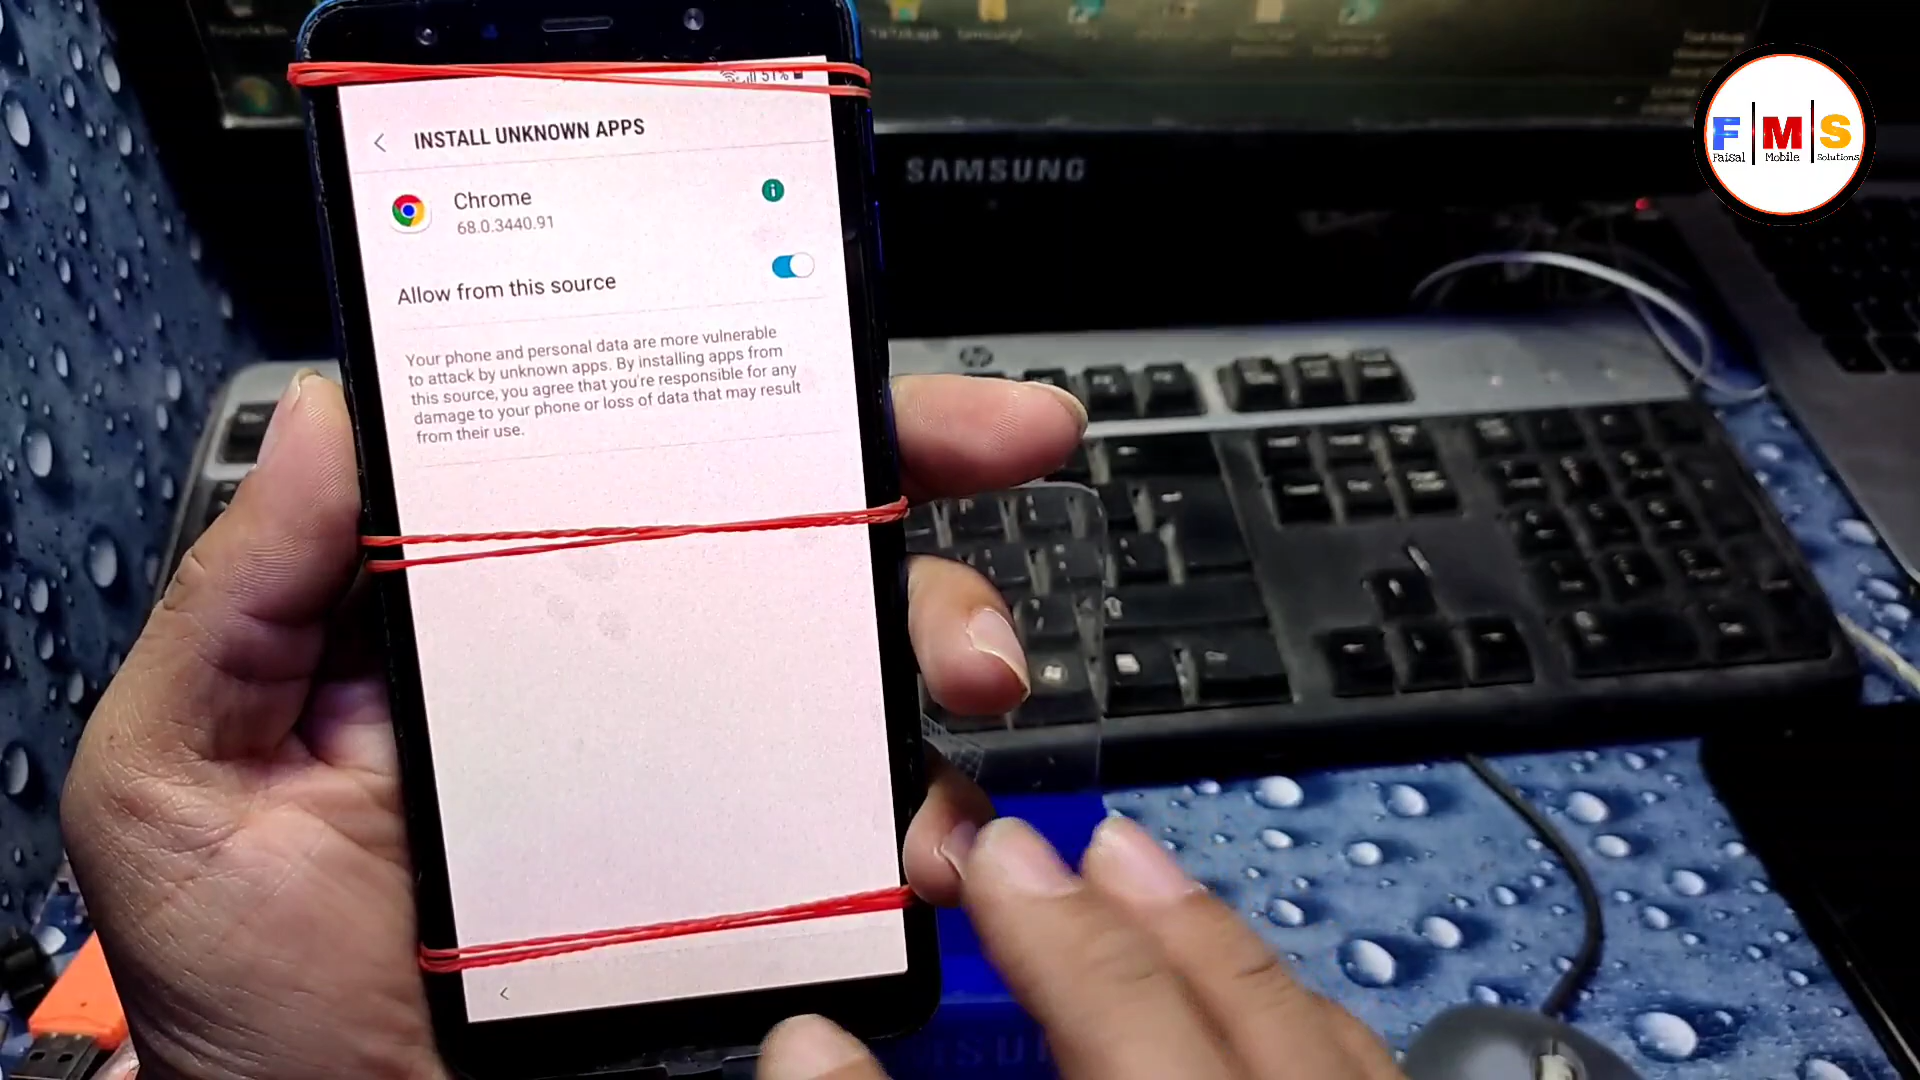 51%
INSTALL UNKNOWN APPS
Chrome
68.0.3440.91
Allow from this source
Your phone and personal data are more vulnerable
to attack by unknown apps. By installing apps from
this source, you agree that you're responsible for any
damage to your phone or loss of data that may result
from their use.
SAMSUNG
hp
F M S
Faisal Mobile Solutions